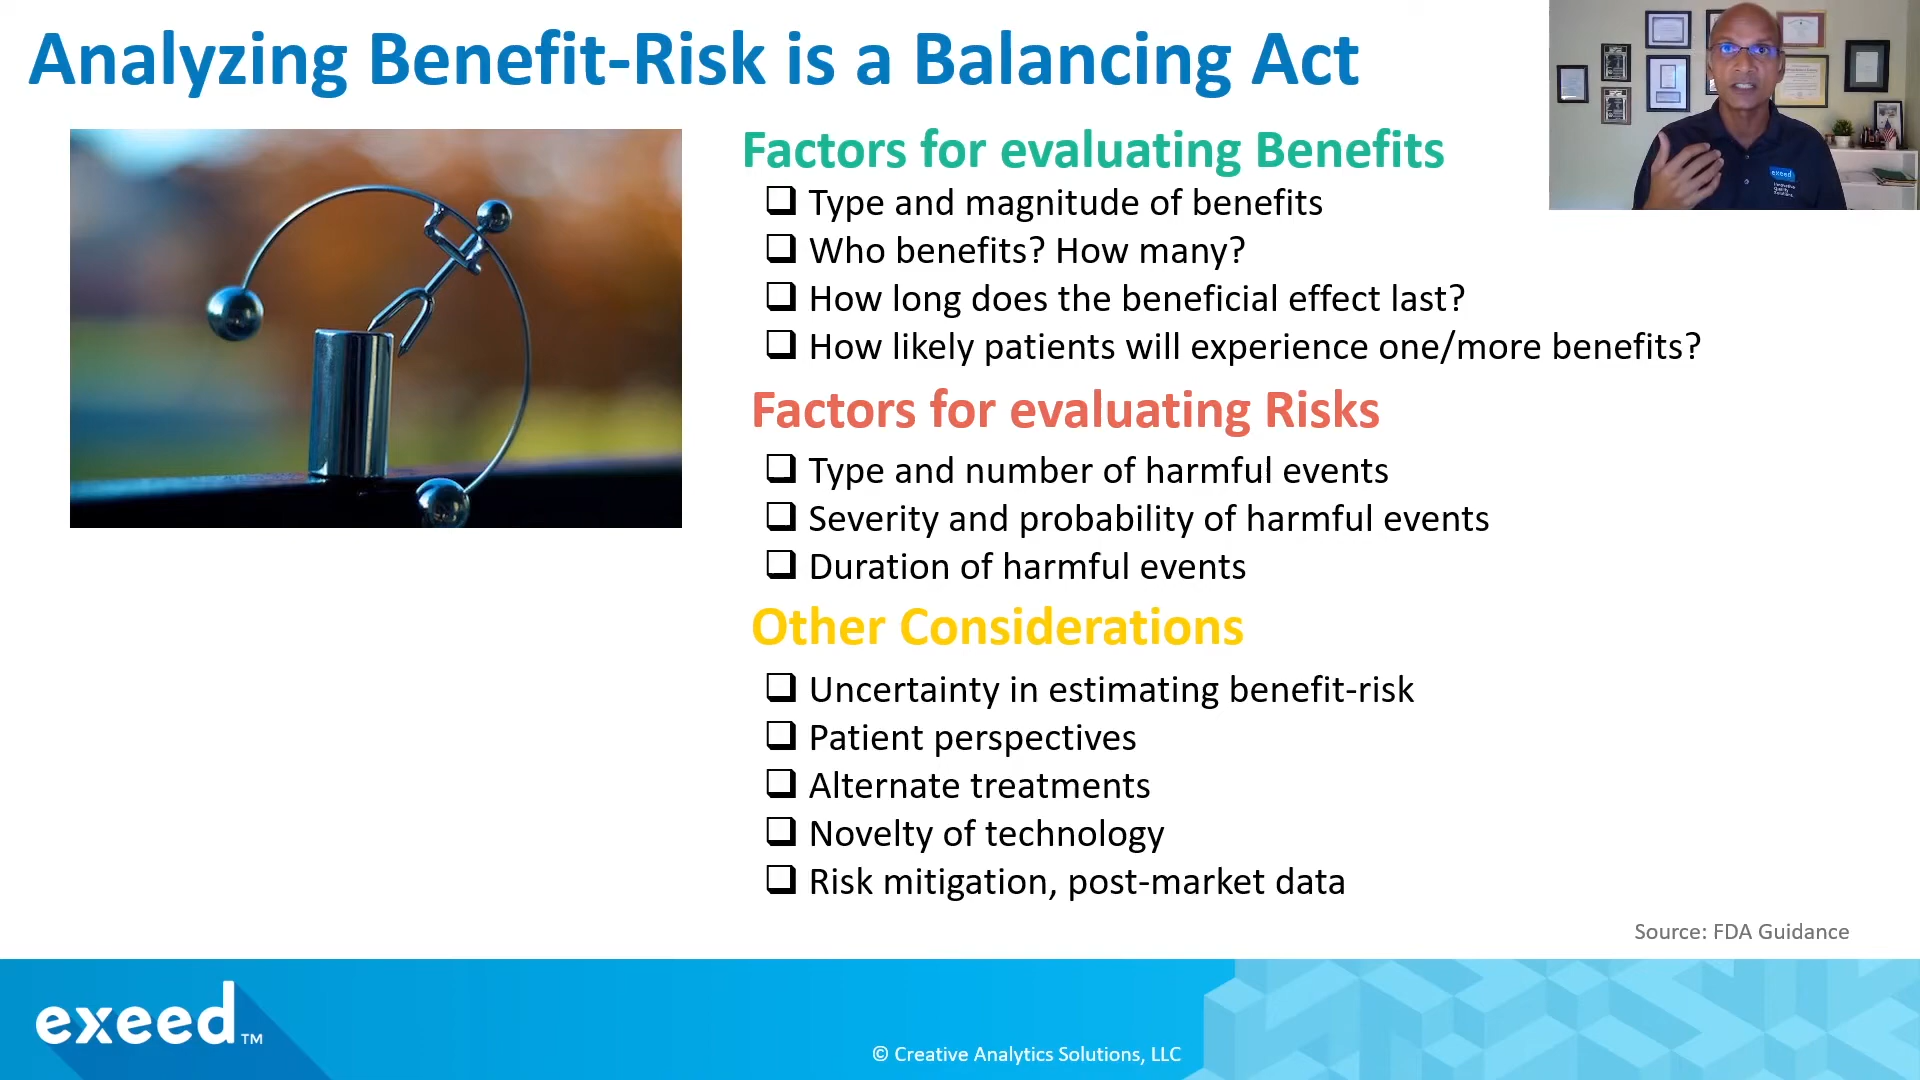 Analyzing Benefit-Risk is a Balancing Act
Factors for evaluating Benefits
Type and magnitude of benefits
Who benefits? How many?
How long does the beneficial effect last?
How likely patients will experience one/more benefits?
Factors for evaluating Risks
Type and number of harmful events
Severity and probability of harmful events
Duration of harmful events
Other Considerations
Uncertainty in estimating benefit-risk
Patient perspectives
Alternate treatments
Novelty of technology
Risk mitigation, post-market data
Source: FDA Guidance
exeed™
© Creative Analytics Solutions, LLC
exeed
Innovative
Quality
Solutions